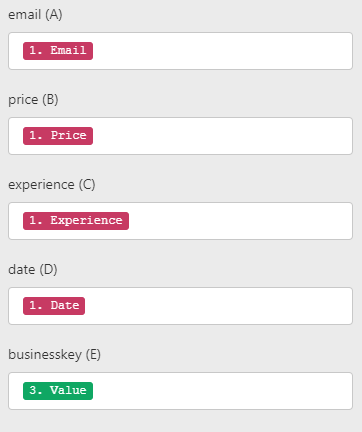 email (A)
1. Email
price (B)
1. Price
experience (C)
1. Experience
date (D)
1. Date
businesskey (E)
3. Value